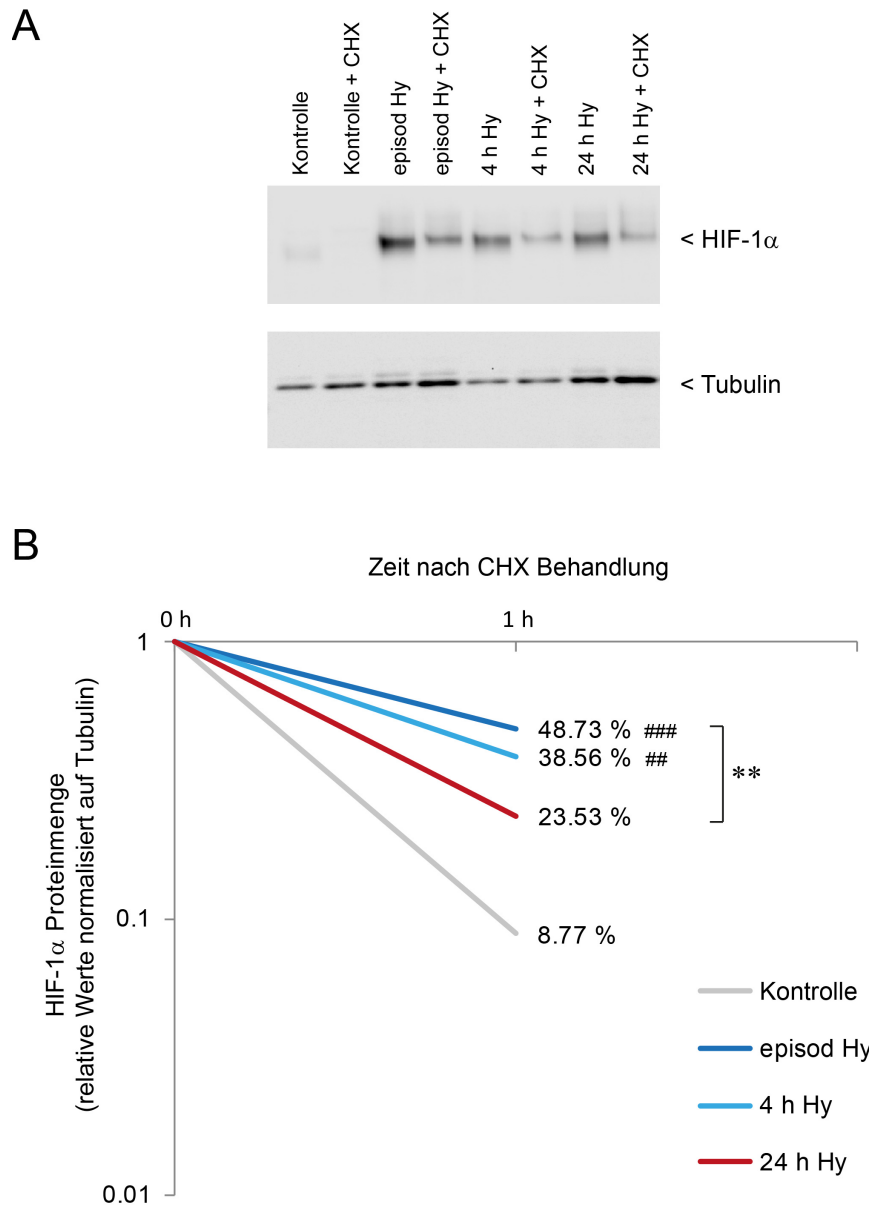 A
Kontrolle
Kontrolle + CHX
episod Hy
episod Hy + CHX
4 h Hy
4 h Hy + CHX
24 h Hy
24 h Hy + CHX
< HIF-1α
< Tubulin
B
Zeit nach CHX Behandlung
0 h
1 h
1
0.1
0.01
HIF-1α Proteinmenge
(relative Werte normalisiert auf Tubulin)
48.73 % ###
38.56 % ##
23.53 %
8.77 %
**
Kontrolle
episod Hy
4 h Hy
24 h Hy